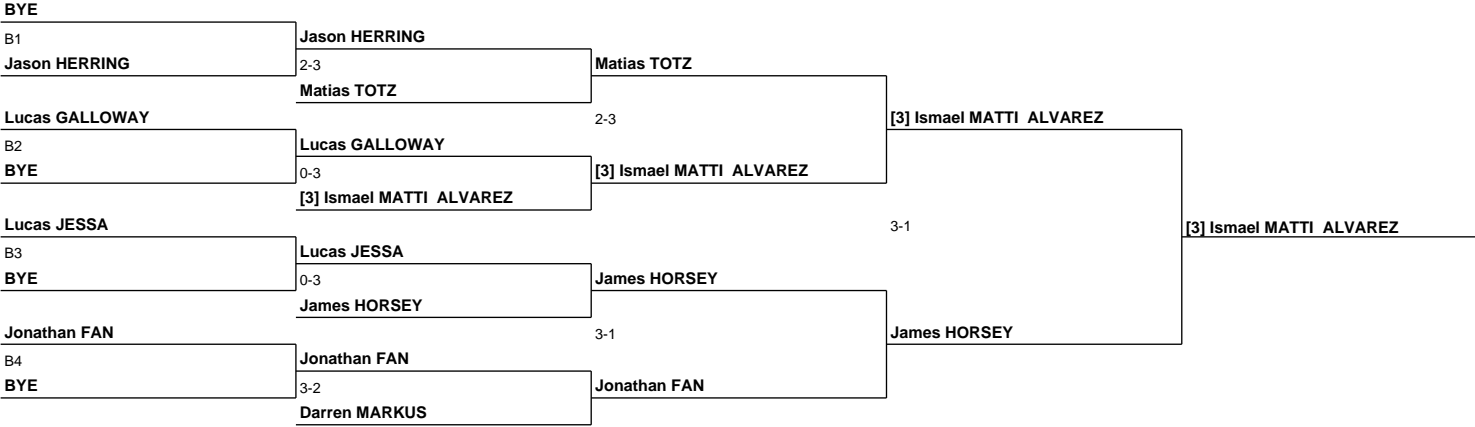 BYE
B1
Jason HERRING
Lucas GALLOWAY
B2
BYE
Lucas JESSA
B3
BYE
Jonathan FAN
B4
BYE
Jason HERRING
2-3
Matias TOTZ
Lucas GALLOWAY
0-3
[3] Ismael MATTI  ALVAREZ
Lucas JESSA
0-3
James HORSEY
Jonathan FAN
3-2
Darren MARKUS
Matias TOTZ
2-3
[3] Ismael MATTI  ALVAREZ
James HORSEY
3-1
Jonathan FAN
[3] Ismael MATTI  ALVAREZ
3-1
James HORSEY
[3] Ismael MATTI  ALVAREZ